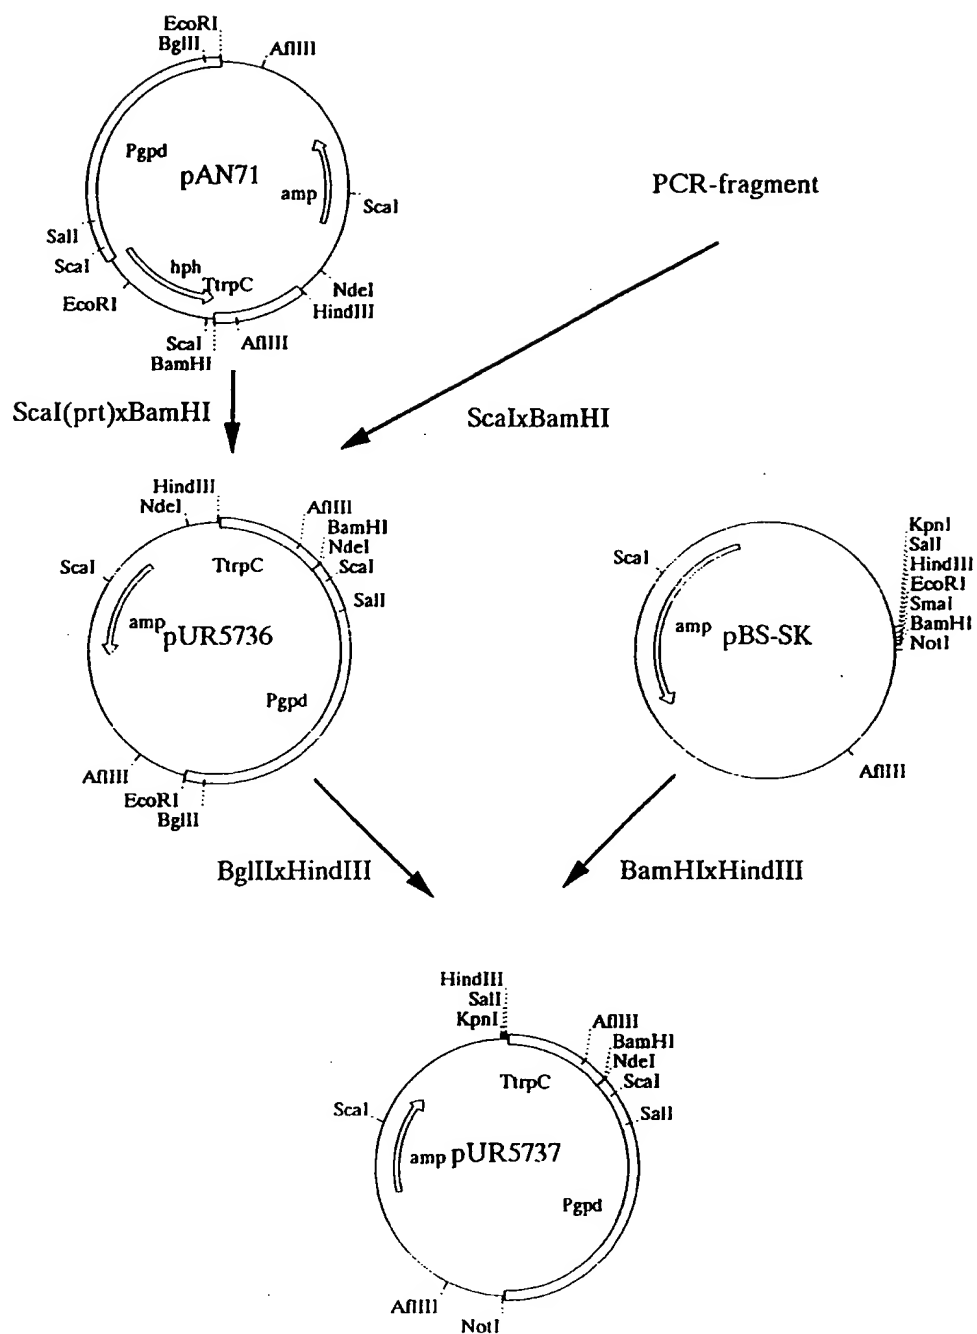 EcoRI
BglII
AflIII
Pgpd
pAN71
amp
ScaI
SalI
ScaI
EcoRI
hph
TtrpC
NdeI
HindIII
ScaI
BamHI
AflIII
PCR-fragment
ScaI(prt)xBamHI
ScaIxBamHI
HindIII
NdeI
AflIII
BamHI
NdeI
ScaI
SalI
ScaI
TtrpC
amp
pUR5736
Pgpd
AflIII
EcoRI
BglII
KpnI
SalI
HindIII
EcoRI
SmaI
BamHI
NotI
ScaI
amp
pBS-SK
AflIII
BglIIxHindIII
BamHIxHindIII
HindIII
SalI
KpnI
AflIII
BamHI
NdeI
ScaI
SalI
TtrpC
ScaI
amp
pUR5737
Pgpd
AflIII
NotI